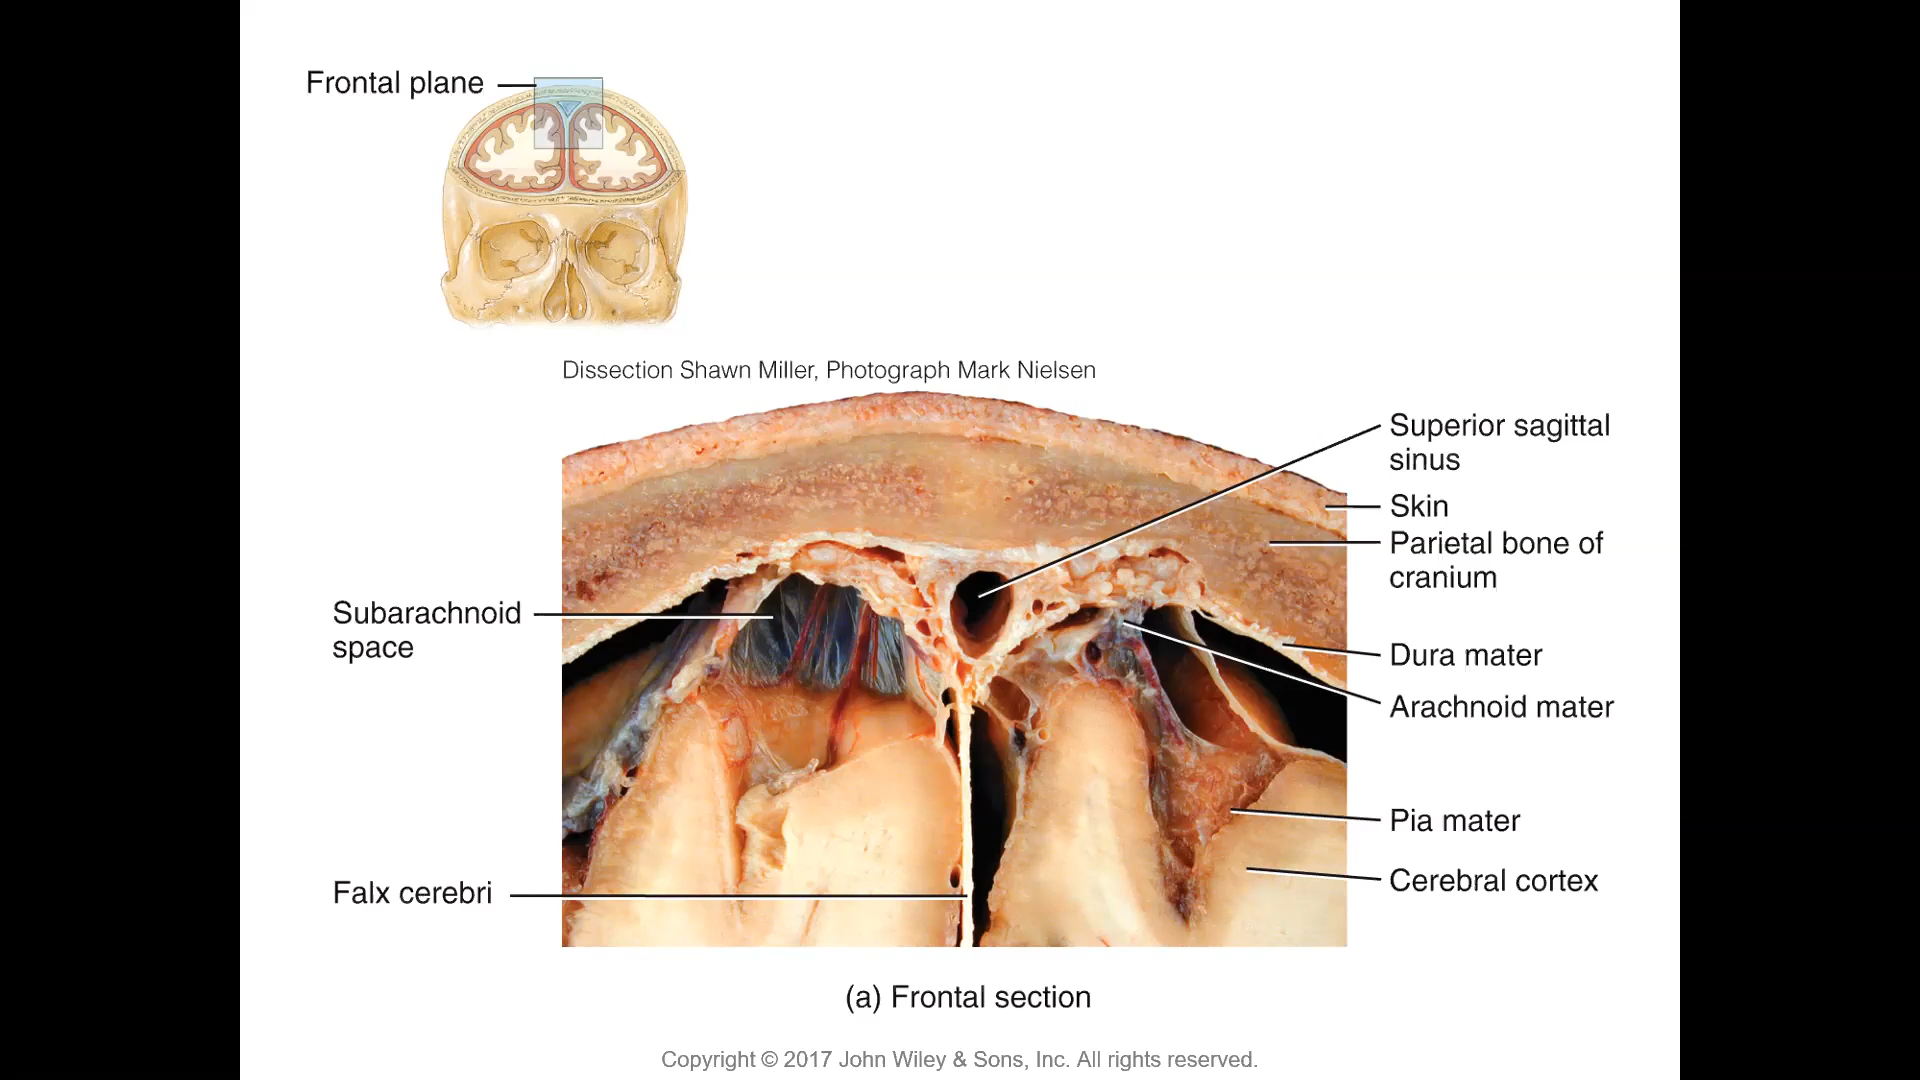 Frontal plane
Dissection Shawn Miller, Photograph Mark Nielsen
Superior sagittal
sinus
Skin
Parietal bone of
cranium
Subarachnoid
space
Dura mater
Arachnoid mater
Pia mater
Cerebral cortex
Falx cerebri
(a) Frontal section
Copyright © 2017 John Wiley & Sons, Inc. All rights reserved.